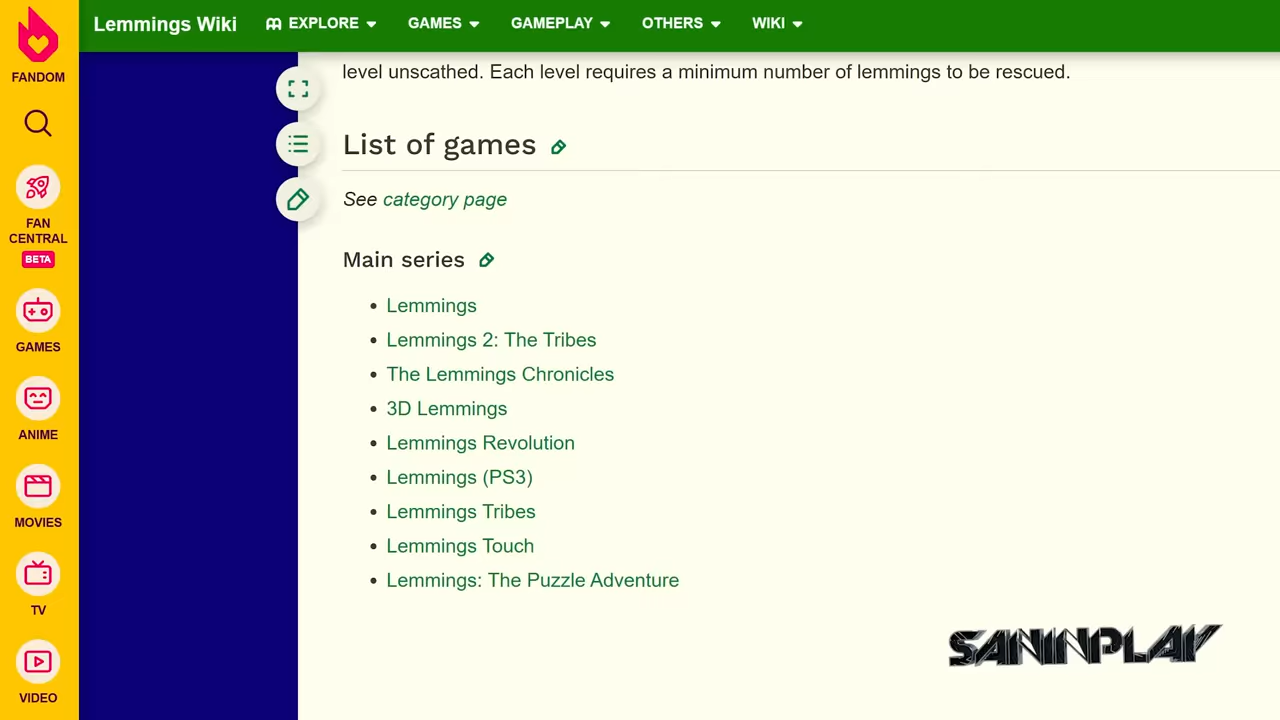 FANDOM
FAN
CENTRAL
BETA
GAMES
ANIME
MOVIES
TV
VIDEO
Lemmings Wiki
EXPLORE
GAMES
GAMEPLAY
OTHERS
WIKI
level unscathed. Each level requires a minimum number of lemmings to be rescued.
List of games
See category page
Main series
Lemmings
Lemmings 2: The Tribes
The Lemmings Chronicles
3D Lemmings
Lemmings Revolution
Lemmings (PS3)
Lemmings Tribes
Lemmings Touch
Lemmings: The Puzzle Adventure
SANINPLAY